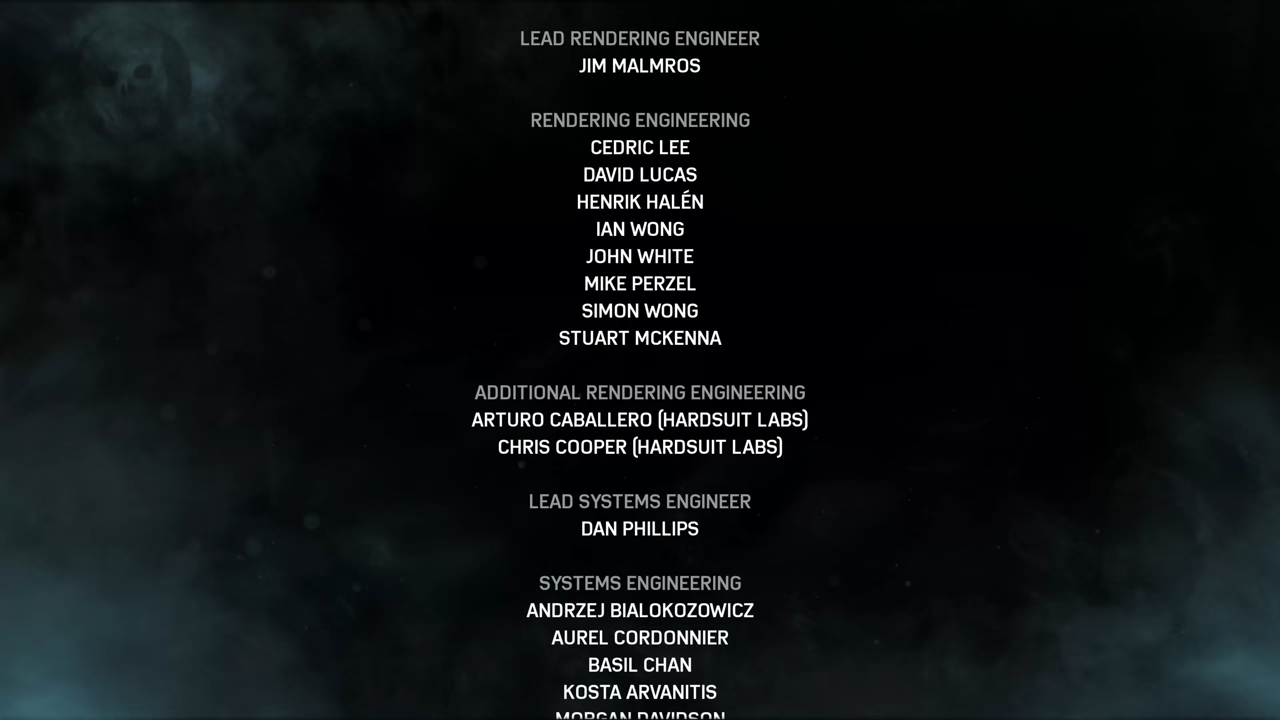 LEAD RENDERING ENGINEER
JIM MALMROS
RENDERING ENGINEERING
CEDRIC LEE
DAVID LUCAS
HENRIK HALÉN
IAN WONG
JOHN WHITE
MIKE PERZEL
SIMON WONG
STUART MCKENNA
ADDITIONAL RENDERING ENGINEERING
ARTURO CABALLERO (HARDSUIT LABS)
CHRIS COOPER (HARDSUIT LABS)
LEAD SYSTEMS ENGINEER
DAN PHILLIPS
SYSTEMS ENGINEERING
ANDRZEJ BIALOKOZOWICZ
AUREL CORDONNIER
BASIL CHAN
KOSTA ARVANITIS
MORGAN DAVIDSON